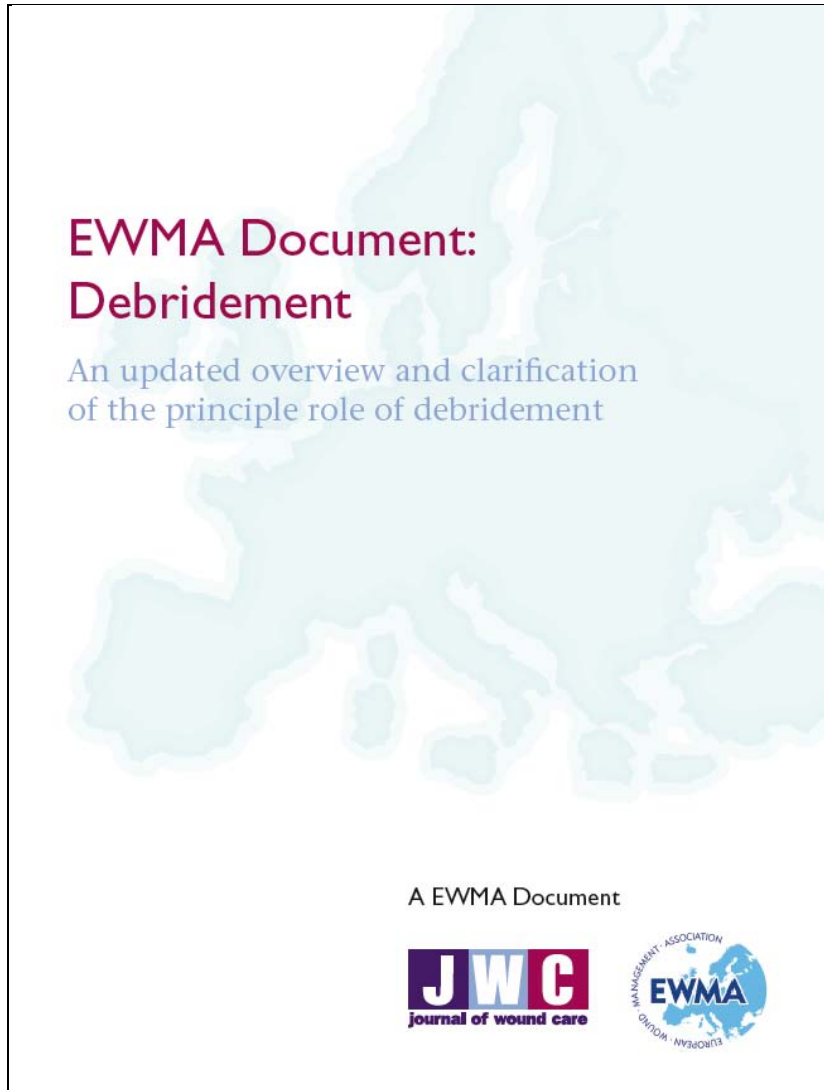 EWMA Document:
Debridement
An updated overview and clarification
of the principle role of debridement
A EWMA Document
JWC
journal of wound care
EWMA
EUROPEAN · WOUND · MANAGEMENT · ASSOCIATION